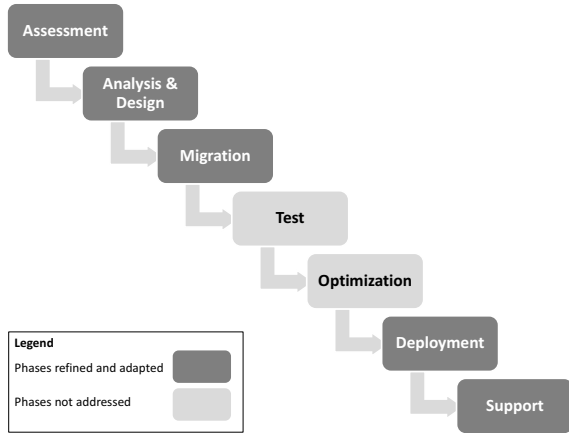 Assessment
Analysis &
Design
Migration
Test
Optimization
Deployment
Support
Legend
Phases refined and adapted
Phases not addressed